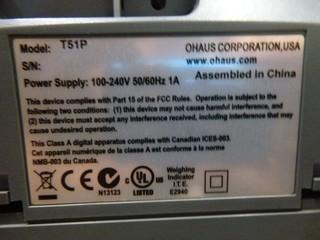 Model: T51P
OHAUS CORPORATION,USA
S/N:
www.ohaus.com
Power Supply: 100-240V 50/60Hz 1A
Assembled in China
This device complies with Part 15 of the FCC Rules. Operation is subject to the
following two conditions: (1) This device may not cause harmful interference, and
(2) this device must accept any interference received, including interference that
may cause undesired operation.
This Class A digital apparatus complies with Canadian ICES-003.
Cet appareil numérique de la classe A est conforme à la norme
NMB-003 du Canada.
CE
N13123
C UL US
LISTED
Weighing
Indicator
I.T.E.
E2940